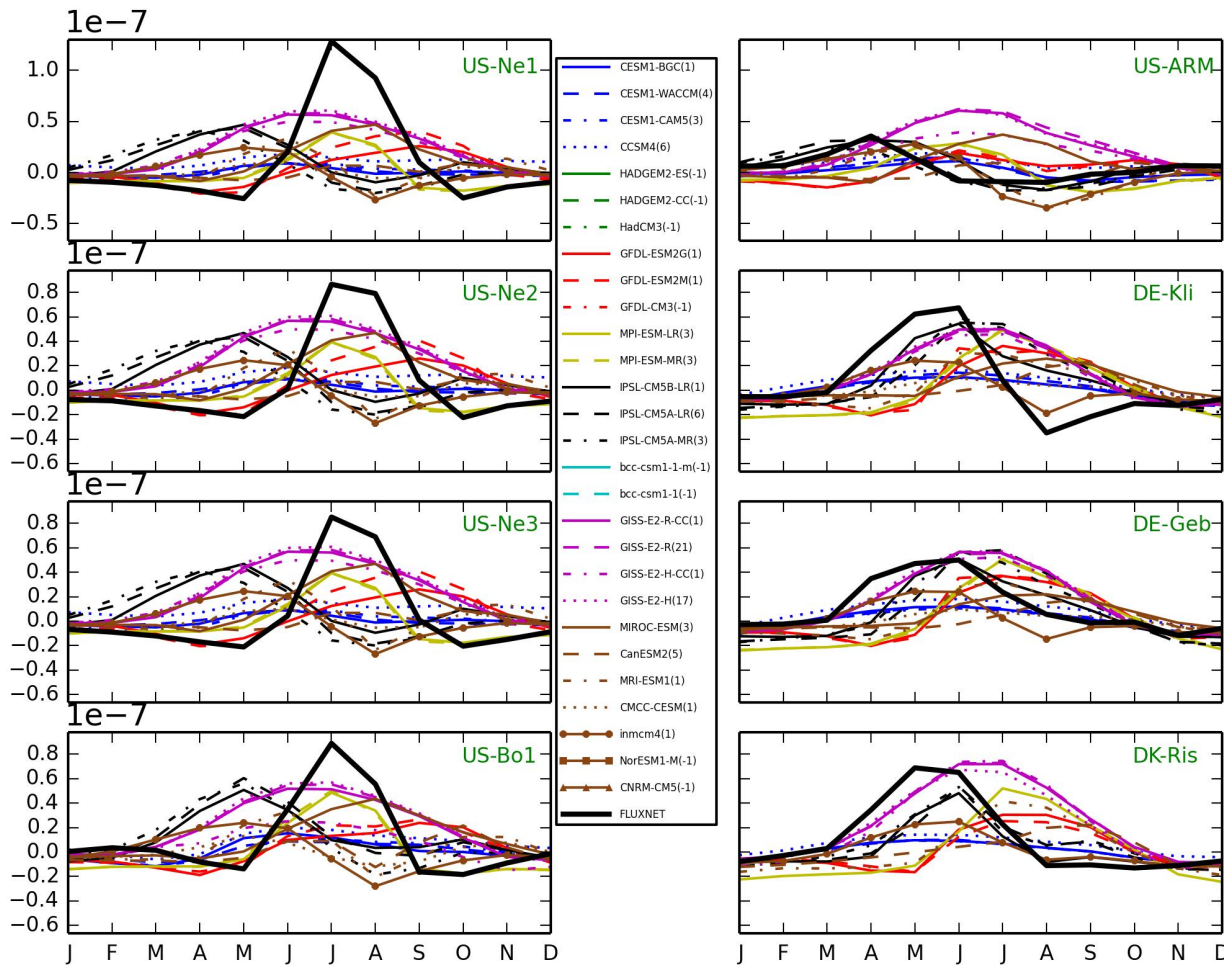 1e−7
US-Ne1
1.0
0.5
0.0
−0.5
1e−7
US-Ne2
0.8
0.6
0.4
0.2
0.0
−0.2
−0.4
−0.6
1e−7
US-Ne3
0.8
0.6
0.4
0.2
0.0
−0.2
−0.4
−0.6
1e−7
US-Bo1
0.8
0.6
0.4
0.2
0.0
−0.2
−0.4
−0.6
J F M A M J J A S O N D
CESM1-BGC(1)
CESM1-WACCM(4)
CESM1-CAM5(3)
CCSM4(6)
HADGEM2-ES(-1)
HADGEM2-CC(-1)
HadCM3(-1)
GFDL-ESM2G(1)
GFDL-ESM2M(1)
GFDL-CM3(-1)
MPI-ESM-LR(3)
MPI-ESM-MR(3)
IPSL-CM5B-LR(1)
IPSL-CM5A-LR(6)
IPSL-CM5A-MR(3)
bcc-csm1-1-m(-1)
bcc-csm1-1(-1)
GISS-E2-R-CC(1)
GISS-E2-R(21)
GISS-E2-H-CC(1)
GISS-E2-H(17)
MIROC-ESM(3)
CanESM2(5)
MRI-ESM1(1)
CMCC-CESM(1)
inmcm4(1)
NorESM1-M(-1)
CNRM-CM5(-1)
FLUXNET
US-ARM
DE-Kli
DE-Geb
DK-Ris
J F M A M J J A S O N D